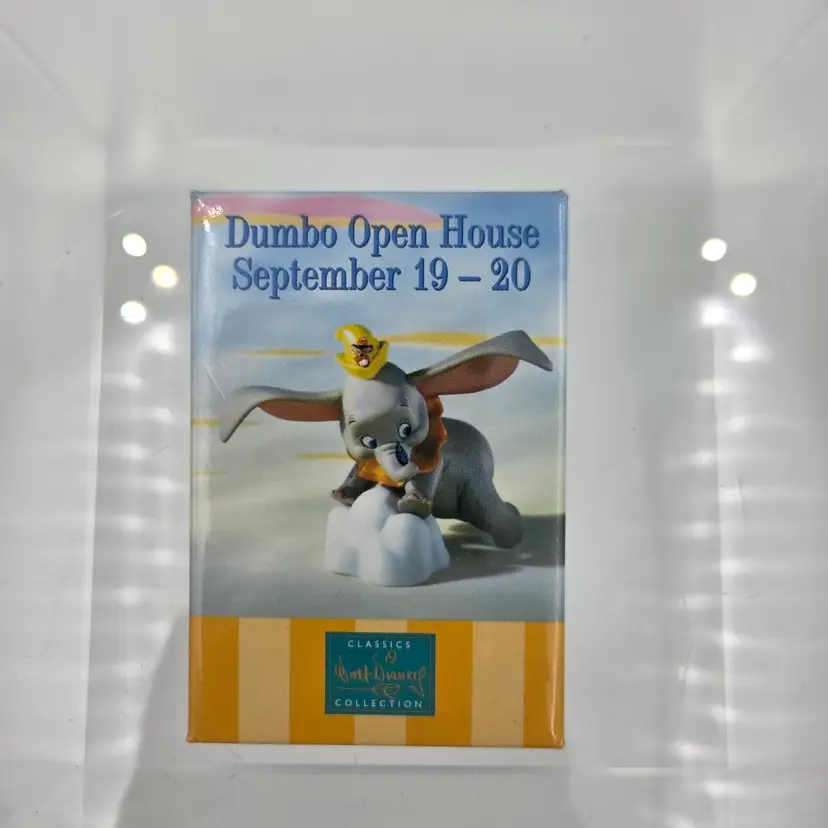 Dumbo Open House
September 19 – 20
CLASSICS
Walt Disney
COLLECTION